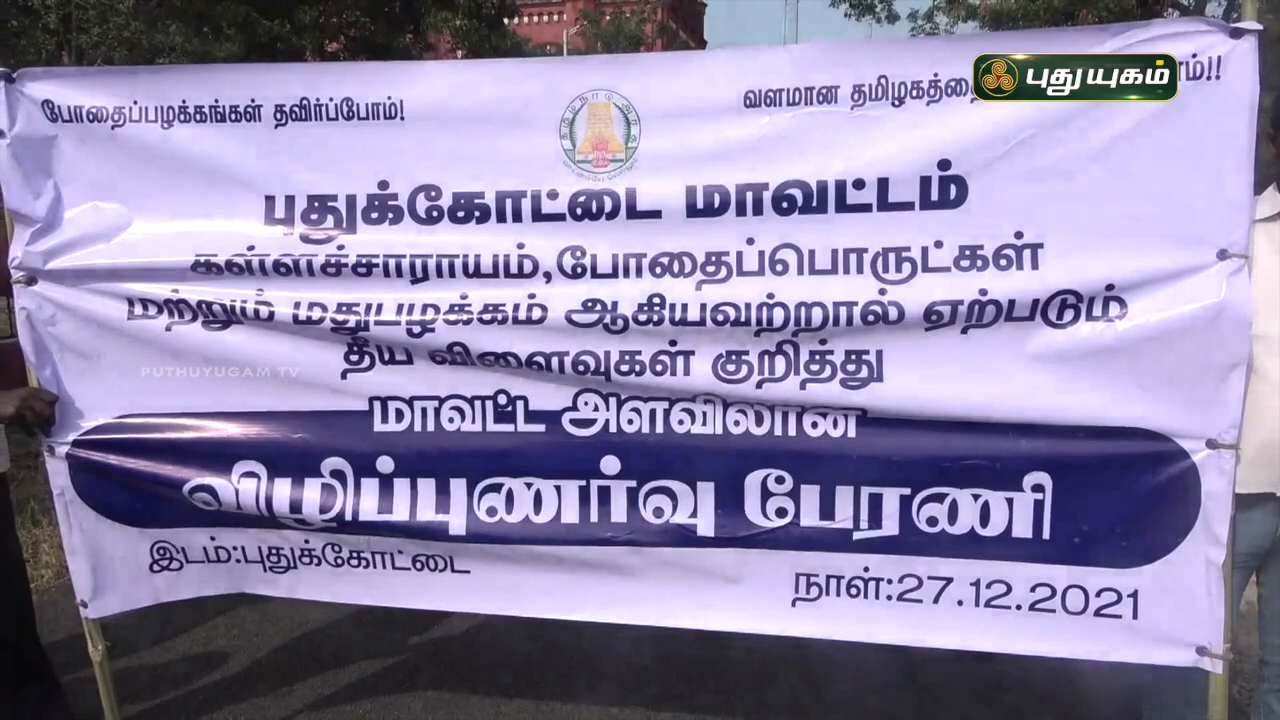 போதைப்பழக்கங்கள் தவிர்ப்போம்!
வளமான தமிழகத்தை
புதுயுகம்
புதுக்கோட்டை மாவட்டம்
கள்ளச்சாராயம்,போதைப்பொருட்கள்
மற்றும் மதுபழக்கம் ஆகியவற்றால் ஏற்படும்
தீய விளைவுகள் குறித்து
PUTHUYUGAM TV
மாவட்ட அளவிலான
விழிப்புணர்வு பேரணி
இடம்:புதுக்கோட்டை
நாள்:27.12.2021